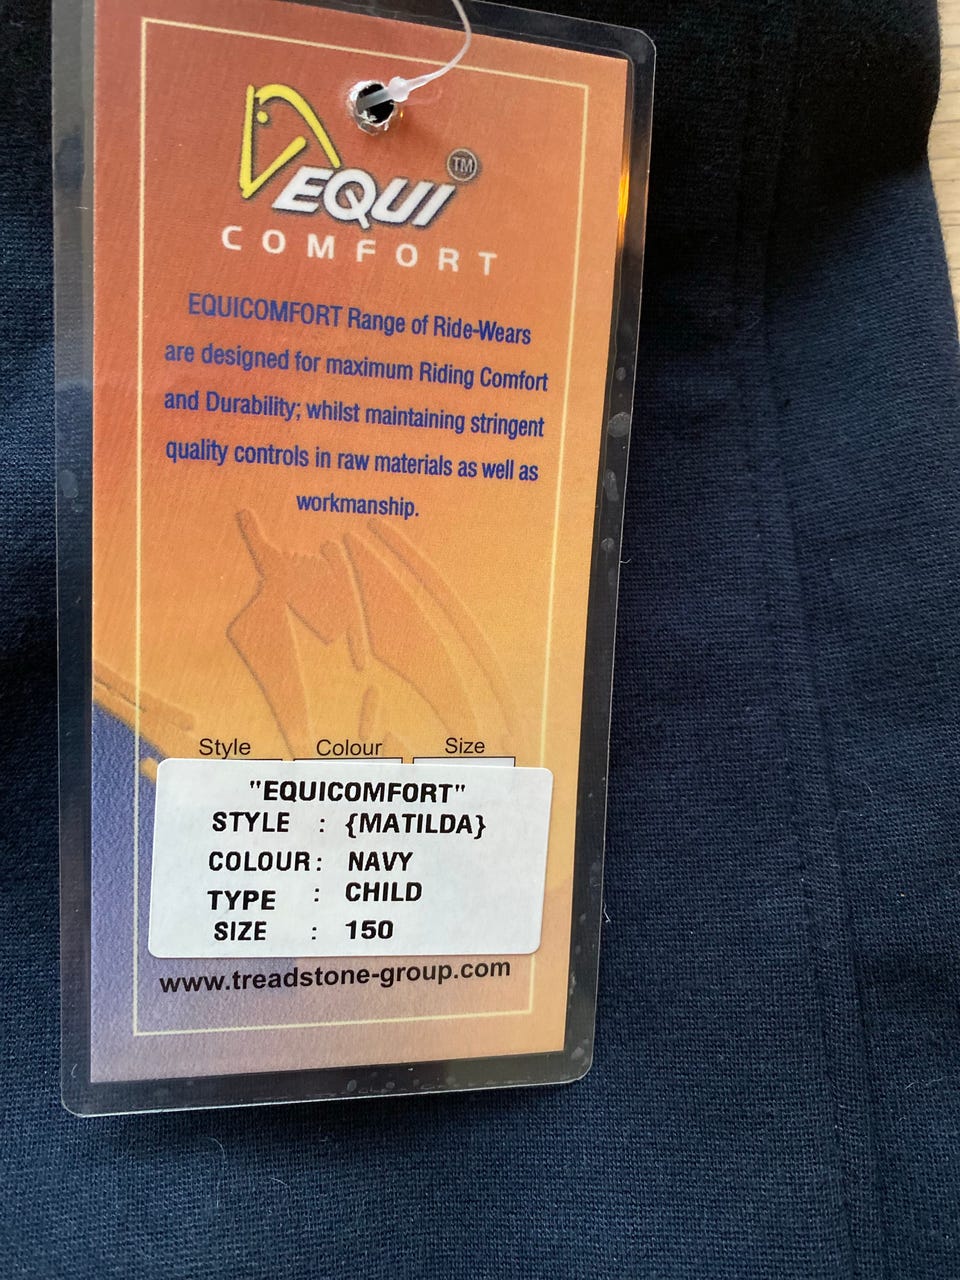 EQUI TM
COMFORT
EQUICOMFORT Range of Ride-Wears
are designed for maximum Riding Comfort
and Durability; whilst maintaining stringent
quality controls in raw materials as well as
workmanship.
Style Colour Size
"EQUICOMFORT"
STYLE : {MATILDA}
COLOUR: NAVY
TYPE : CHILD
SIZE : 150
www.treadstone-group.com